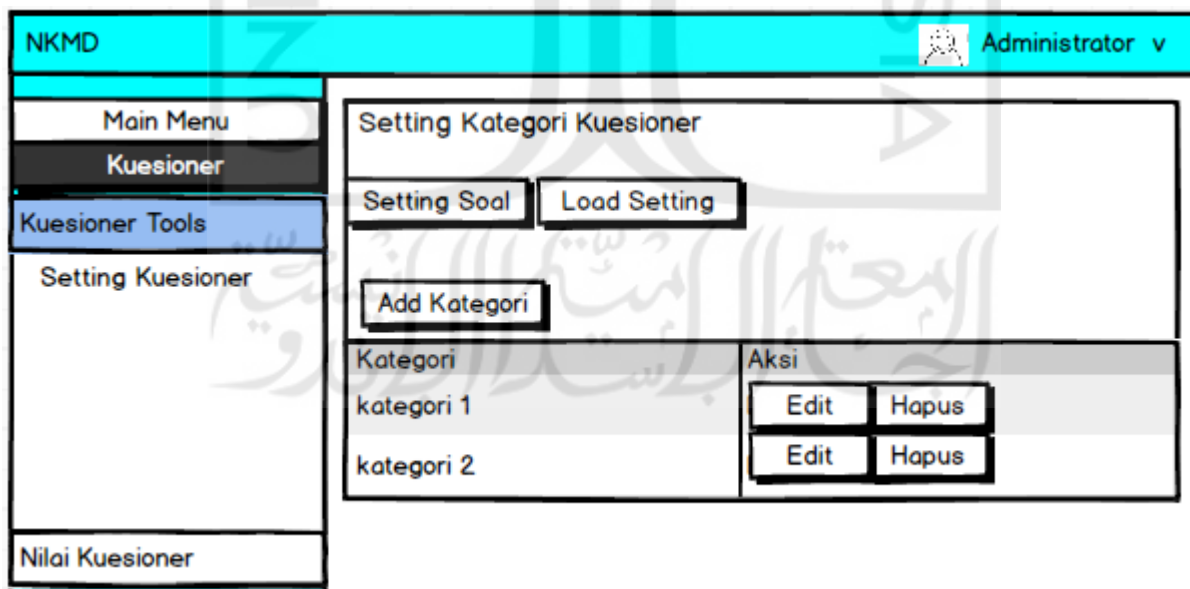 NKMD
Administrator v
Main Menu
Kuesioner
Kuesioner Tools
Setting Kuesioner
Nilai Kuesioner
Setting Kategori Kuesioner
Setting Soal Load Setting
Add Kategori
Kategori Aksi
kategori 1 Edit Hapus
kategori 2 Edit Hapus